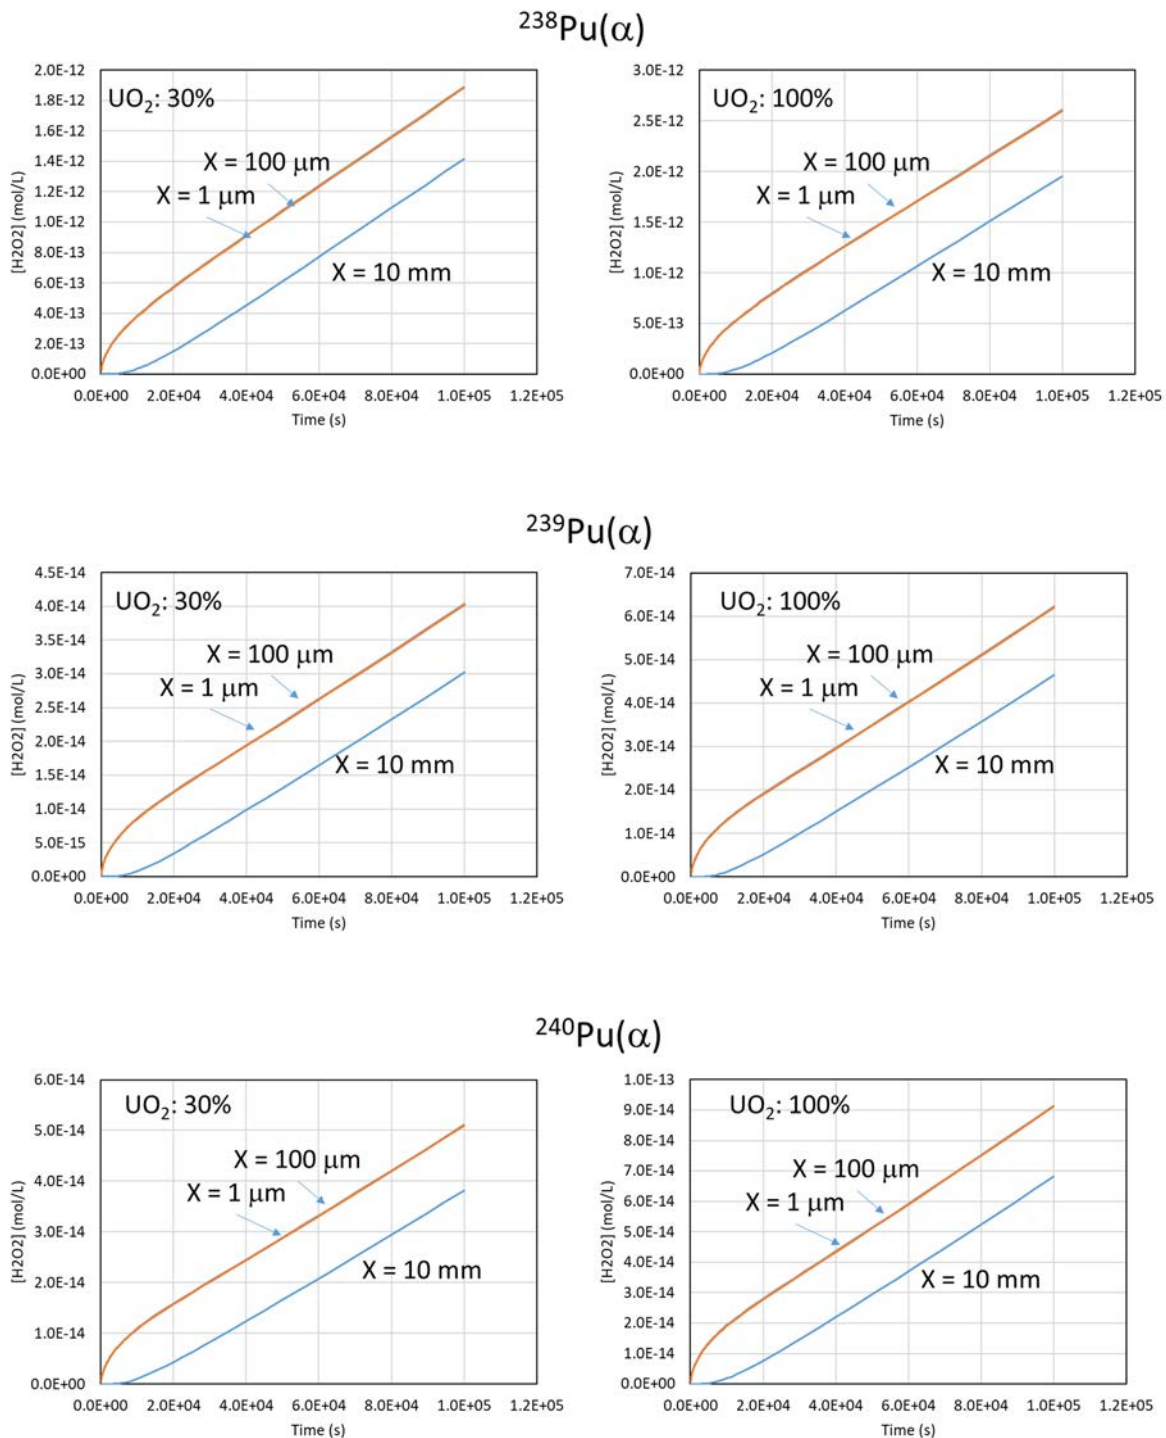 ²³⁸Pu(α)
UO₂: 30%
X = 100 μm
X = 1 μm
X = 10 mm
[H2O2] (mol/L)
2.0E-12
1.8E-12
1.6E-12
1.4E-12
1.2E-12
1.0E-12
8.0E-13
6.0E-13
4.0E-13
2.0E-13
0.0E+00
0.0E+00 2.0E+04 4.0E+04 6.0E+04 8.0E+04 1.0E+05 1.2E+05
Time (s)
UO₂: 100%
X = 100 μm
X = 1 μm
X = 10 mm
[H2O2] (mol/L)
3.0E-12
2.5E-12
2.0E-12
1.5E-12
1.0E-12
5.0E-13
0.0E+00
0.0E+00 2.0E+04 4.0E+04 6.0E+04 8.0E+04 1.0E+05 1.2E+05
Time (s)
²³⁹Pu(α)
UO₂: 30%
X = 100 μm
X = 1 μm
X = 10 mm
[H2O2] (mol/L)
4.5E-14
4.0E-14
3.5E-14
3.0E-14
2.5E-14
2.0E-14
1.5E-14
1.0E-14
5.0E-15
0.0E+00
0.0E+00 2.0E+04 4.0E+04 6.0E+04 8.0E+04 1.0E+05 1.2E+05
Time (s)
UO₂: 100%
X = 100 μm
X = 1 μm
X = 10 mm
[H2O2] (mol/L)
7.0E-14
6.0E-14
5.0E-14
4.0E-14
3.0E-14
2.0E-14
1.0E-14
0.0E+00
0.0E+00 2.0E+04 4.0E+04 6.0E+04 8.0E+04 1.0E+05 1.2E+05
Time (s)
²⁴⁰Pu(α)
UO₂: 30%
X = 100 μm
X = 1 μm
X = 10 mm
[H2O2] (mol/L)
6.0E-14
5.0E-14
4.0E-14
3.0E-14
2.0E-14
1.0E-14
0.0E+00
0.0E+00 2.0E+04 4.0E+04 6.0E+04 8.0E+04 1.0E+05 1.2E+05
Time (s)
UO₂: 100%
X = 100 μm
X = 1 μm
X = 10 mm
[H2O2] (mol/L)
1.0E-13
9.0E-14
8.0E-14
7.0E-14
6.0E-14
5.0E-14
4.0E-14
3.0E-14
2.0E-14
1.0E-14
0.0E+00
0.0E+00 2.0E+04 4.0E+04 6.0E+04 8.0E+04 1.0E+05 1.2E+05
Time (s)